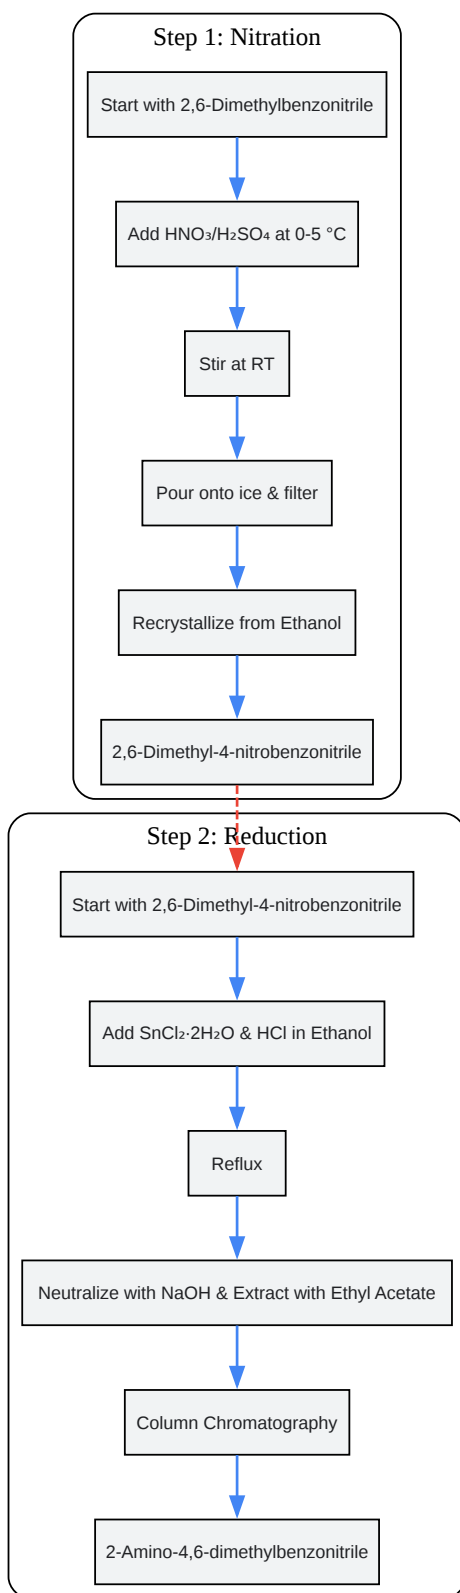 Step 1: Nitration
Start with 2,6-Dimethylbenzonitrile
Add HNO₃/H₂SO₄ at 0-5 °C
Stir at RT
Pour onto ice & filter
Recrystallize from Ethanol
2,6-Dimethyl-4-nitrobenzonitrile
Step 2: Reduction
Start with 2,6-Dimethyl-4-nitrobenzonitrile
Add SnCl₂·2H₂O & HCl in Ethanol
Reflux
Neutralize with NaOH & Extract with Ethyl Acetate
Column Chromatography
2-Amino-4,6-dimethylbenzonitrile